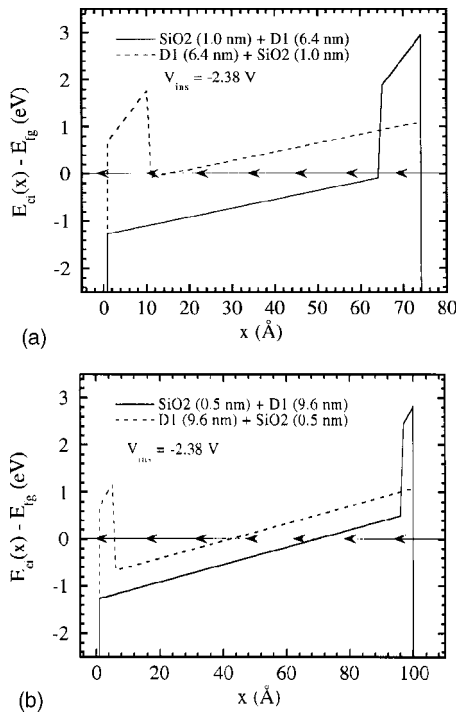 SiO2 (1.0 nm) + D1 (6.4 nm)
D1 (6.4 nm) + SiO2 (1.0 nm)
V_ins = -2.38 V
E_ci(x) - E_fg (eV)
3
2
1
0
-1
-2
0 10 20 30 40 50 60 70 80
x (Å)
(a)
SiO2 (0.5 nm) + D1 (9.6 nm)
D1 (9.6 nm) + SiO2 (0.5 nm)
V_ins = -2.38 V
E_ci(x) - E_fg (eV)
3
2
1
0
-1
-2
0 20 40 60 80 100
x (Å)
(b)